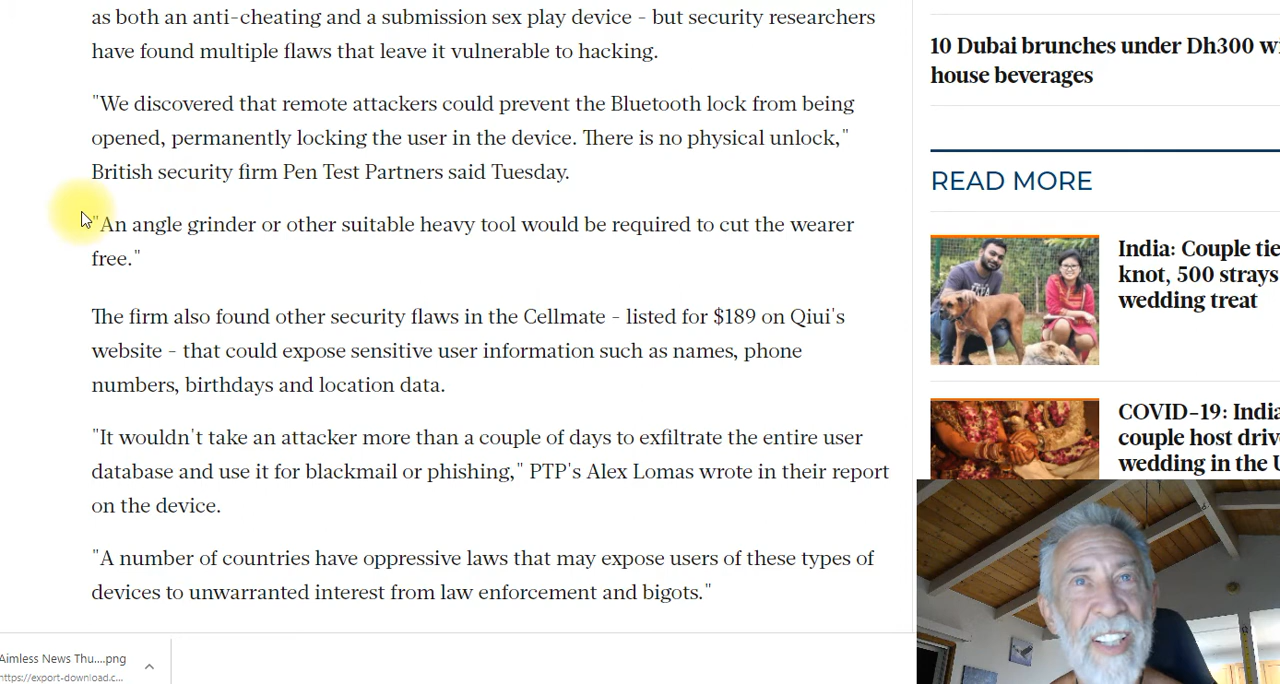 as both an anti-cheating and a submission sex play device - but security researchers
have found multiple flaws that leave it vulnerable to hacking.
"We discovered that remote attackers could prevent the Bluetooth lock from being
opened, permanently locking the user in the device. There is no physical unlock,"
British security firm Pen Test Partners said Tuesday.
"An angle grinder or other suitable heavy tool would be required to cut the wearer
free."
The firm also found other security flaws in the Cellmate - listed for $189 on Qiui's
website - that could expose sensitive user information such as names, phone
numbers, birthdays and location data.
"It wouldn't take an attacker more than a couple of days to exfiltrate the entire user
database and use it for blackmail or phishing," PTP's Alex Lomas wrote in their report
on the device.
"A number of countries have oppressive laws that may expose users of these types of
devices to unwarranted interest from law enforcement and bigots."
10 Dubai brunches under Dh300 wi
house beverages
READ MORE
India: Couple tie
knot, 500 strays
wedding treat
COVID-19: India
couple host driv
wedding in the U
Aimless News Thu....png
https://export-download.c...